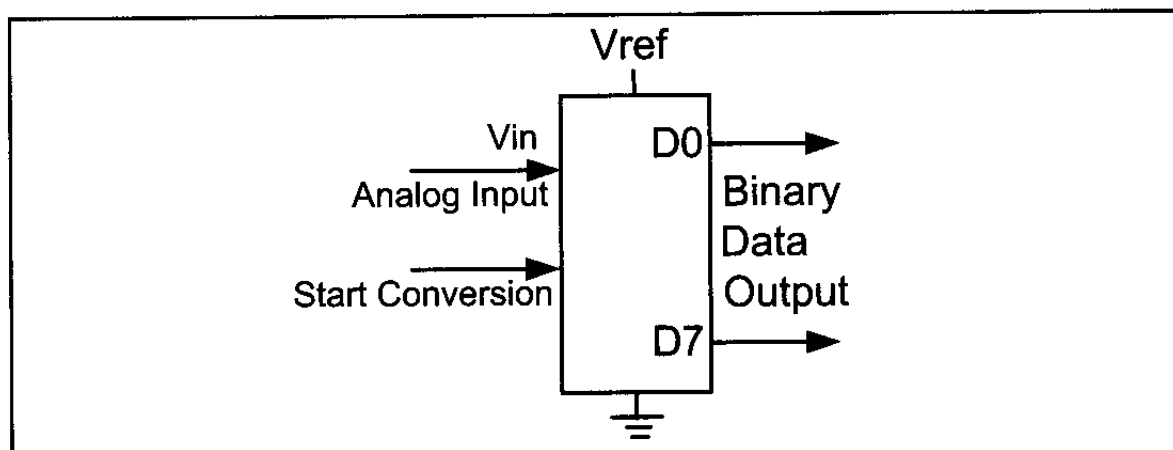 Vref
Vin
Analog Input
Start Conversion
D0
Binary
Data
Output
D7